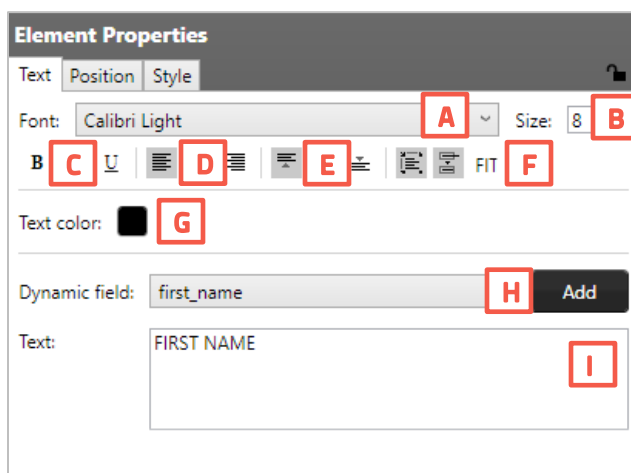 Element Properties
Text Position Style
Font: Calibri Light A Size: 8 B
B C U D E FIT F
Text color: G
Dynamic field: first_name H Add
Text: FIRST NAME I